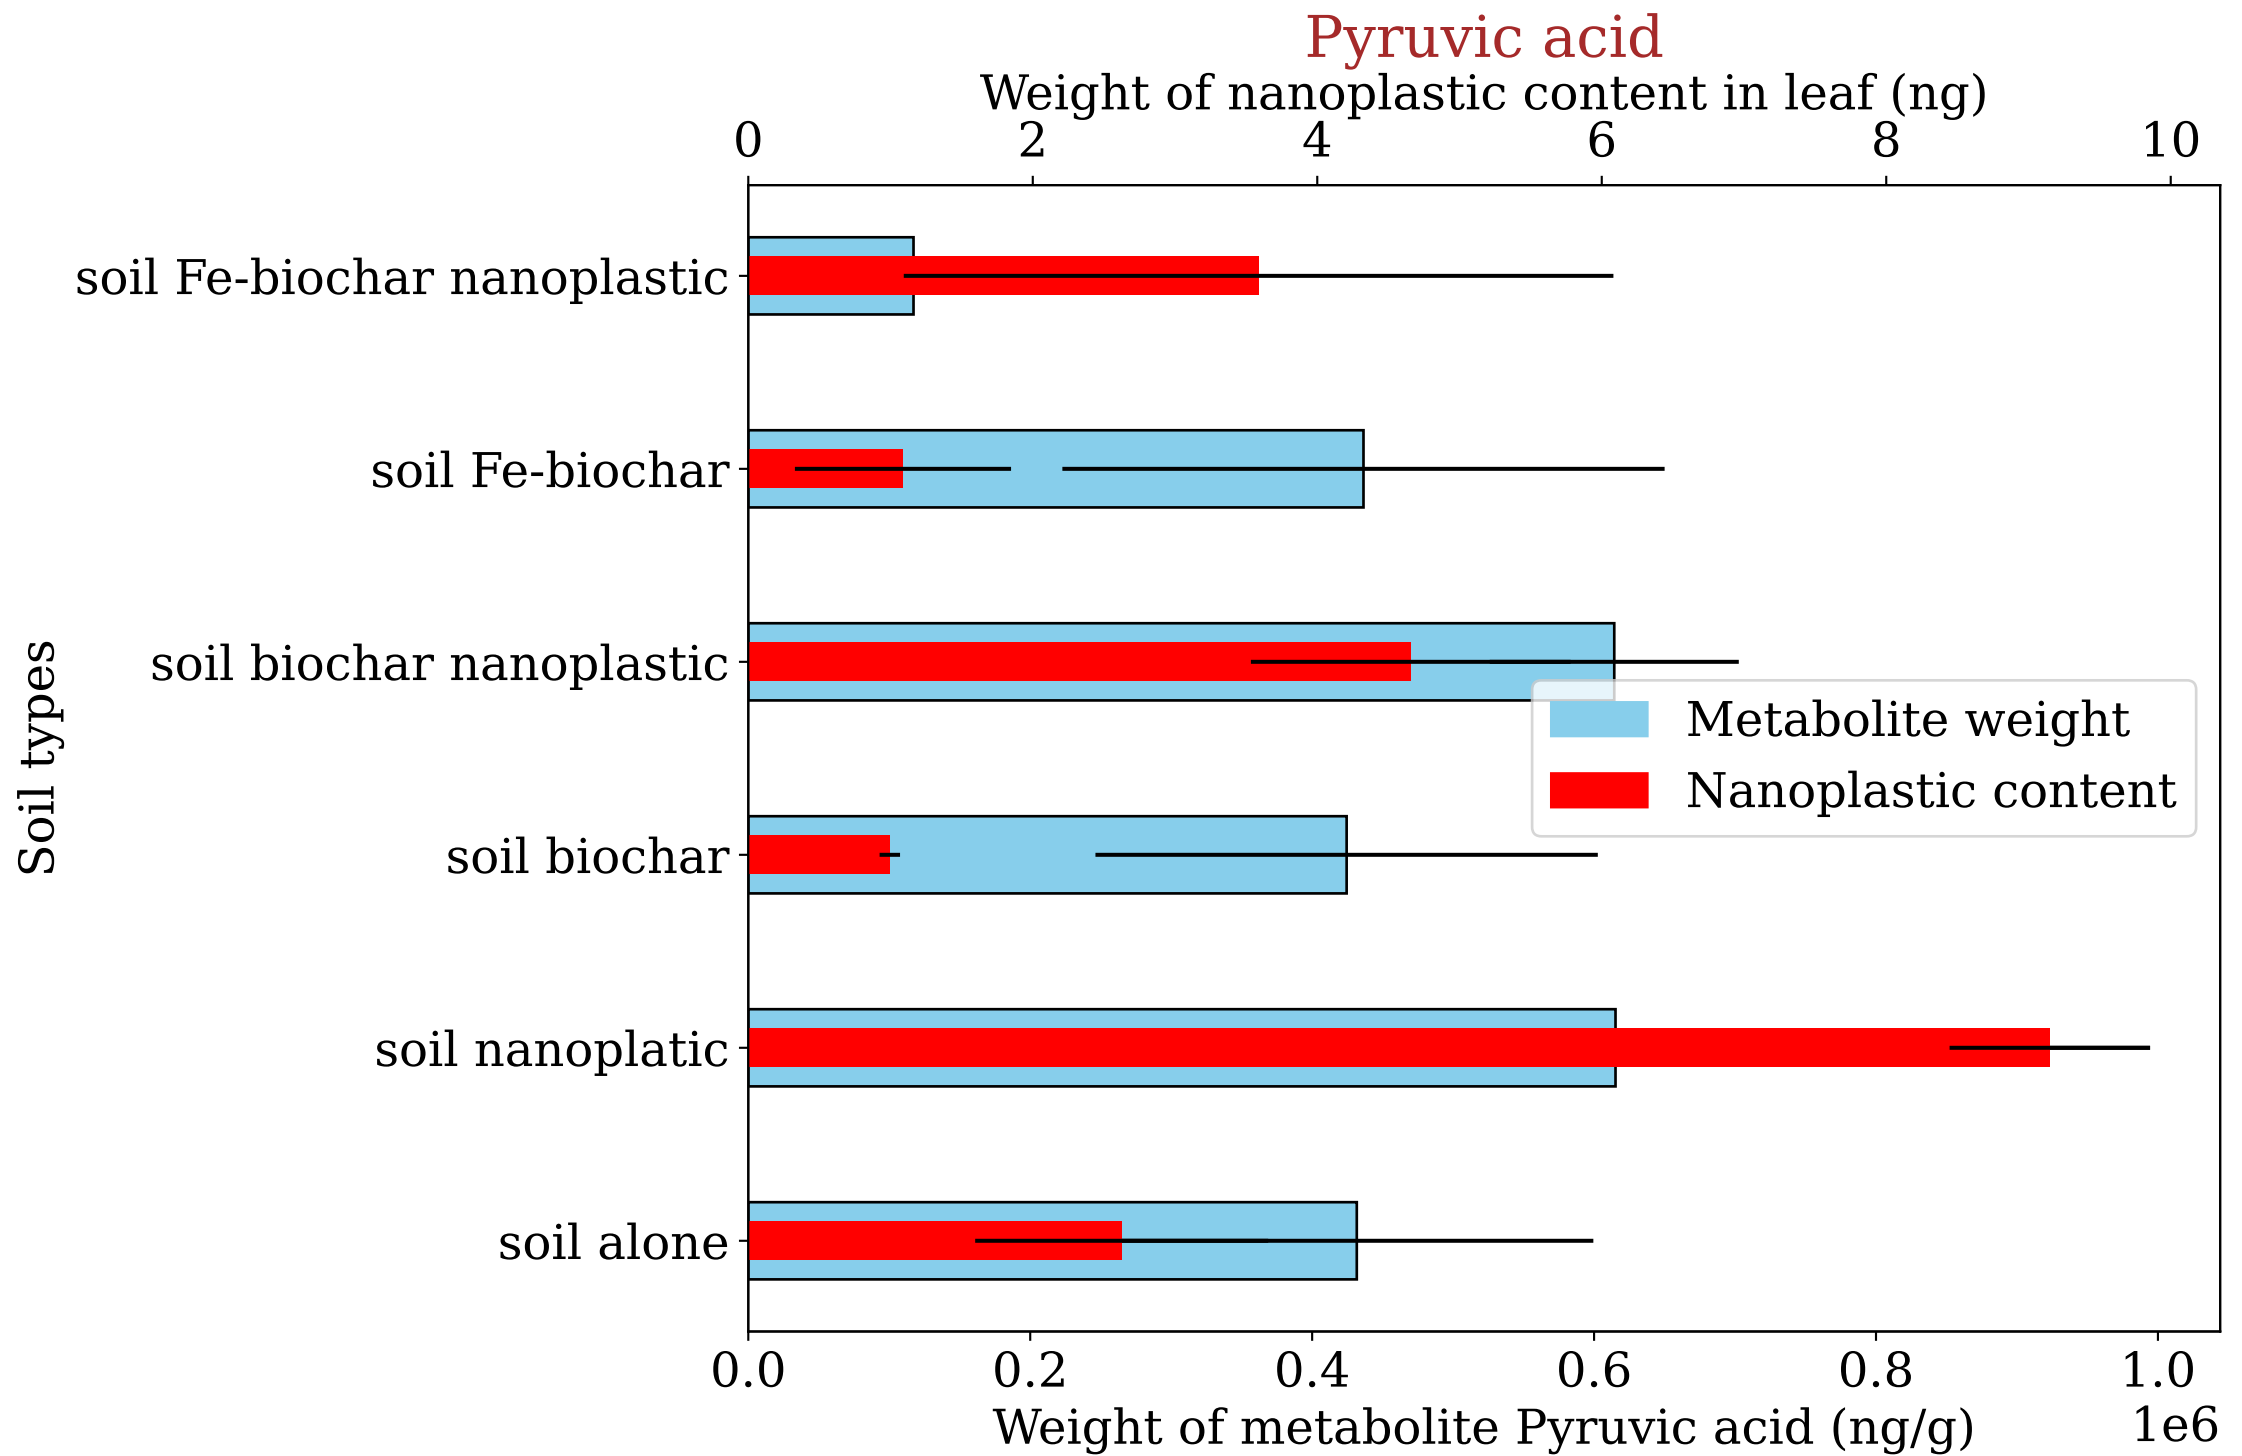 Pyruvic acid
Weight of nanoplastic content in leaf (ng)
0 2 4 6 8 10
soil Fe-biochar nanoplastic
soil Fe-biochar
soil biochar nanoplastic
Metabolite weight
Nanoplastic content
soil biochar
soil nanoplatic
soil alone
Soil types
0.0 0.2 0.4 0.6 0.8 1.0
Weight of metabolite Pyruvic acid (ng/g)
1e6